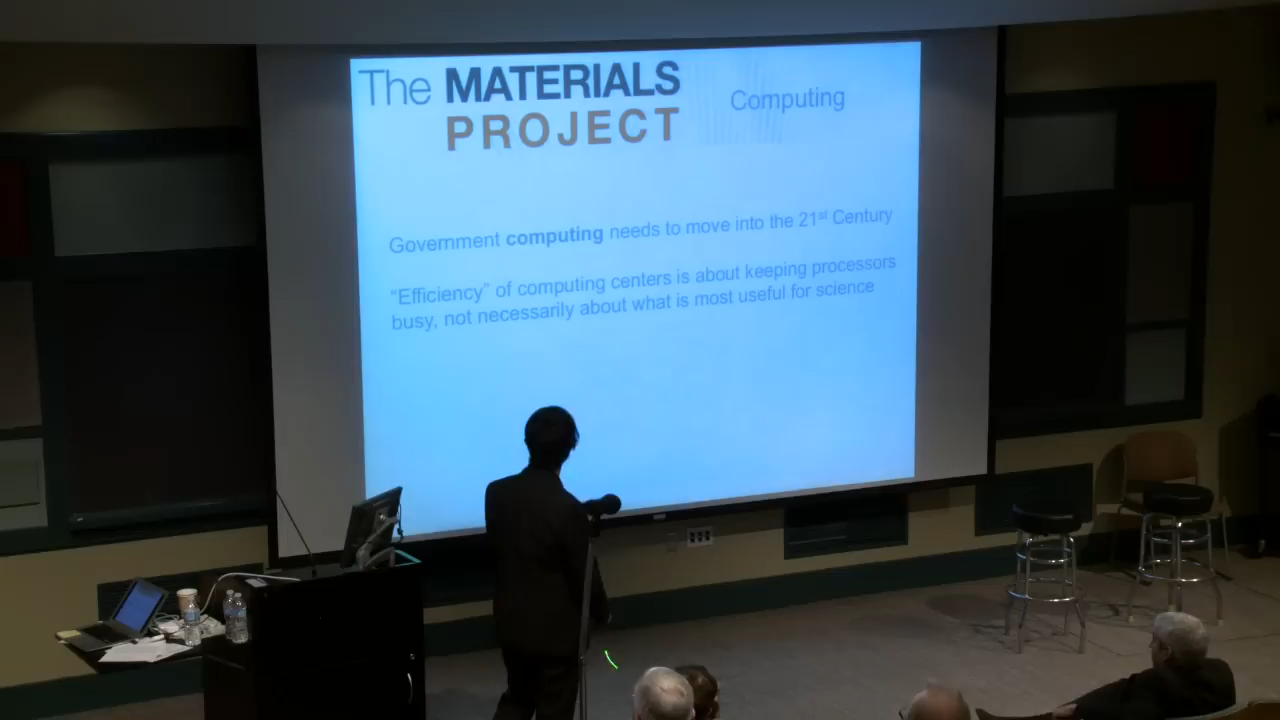 The MATERIALS
PROJECT
Computing
Government computing needs to move into the 21st Century
“Efficiency” of computing centers is about keeping processors
busy, not necessarily about what is most useful for science